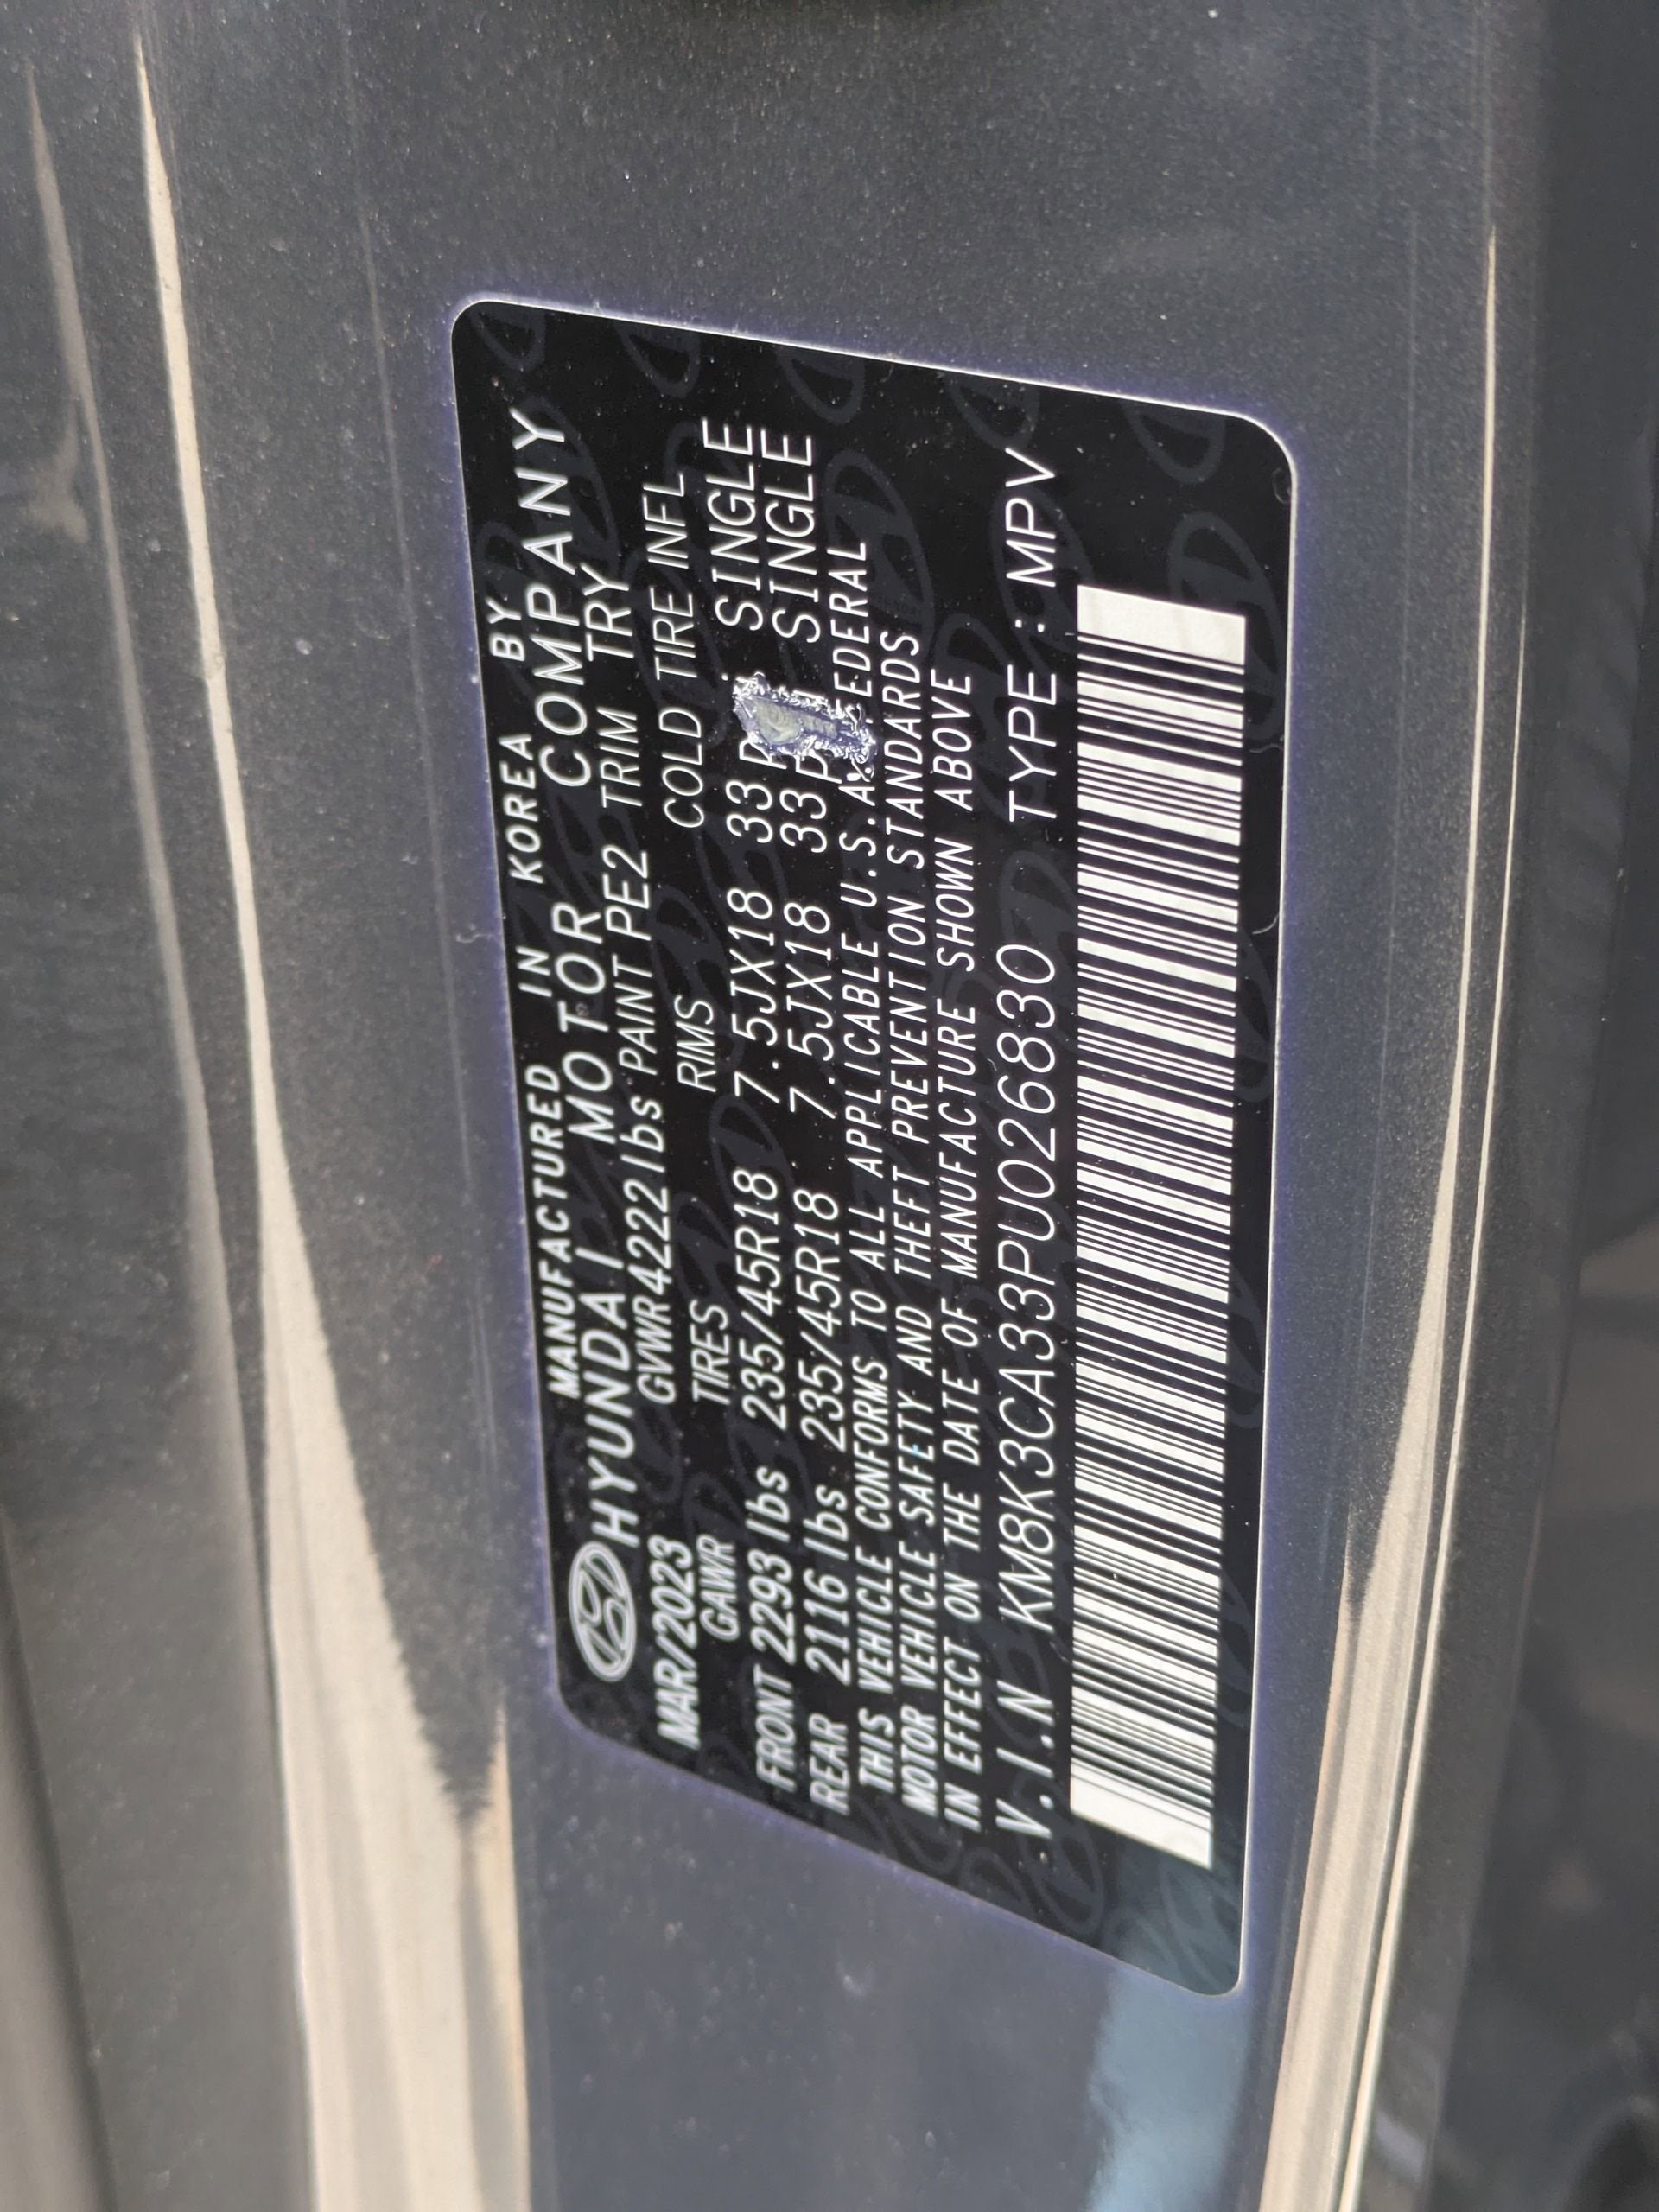 MANUFACTURED IN KOREA BY
HYUNDAI MOTOR COMPANY
MAR/2023 GVWR 4222 lbs PAINT PE2 TRIM TRY
GAWR TIRES RIMS COLD TIRE INFL
FRONT 2293 lbs 235/45R18 7.5JX18 33 SINGLE
REAR 2116 lbs 235/45R18 7.5JX18 33 SINGLE
THIS VEHICLE CONFORMS TO ALL APPLICABLE U.S.A. FEDERAL
MOTOR VEHICLE SAFETY AND THEFT PREVENTION STANDARDS
IN EFFECT ON THE DATE OF MANUFACTURE SHOWN ABOVE
V.I.N KM8K3CA33PU026830 TYPE : MPV